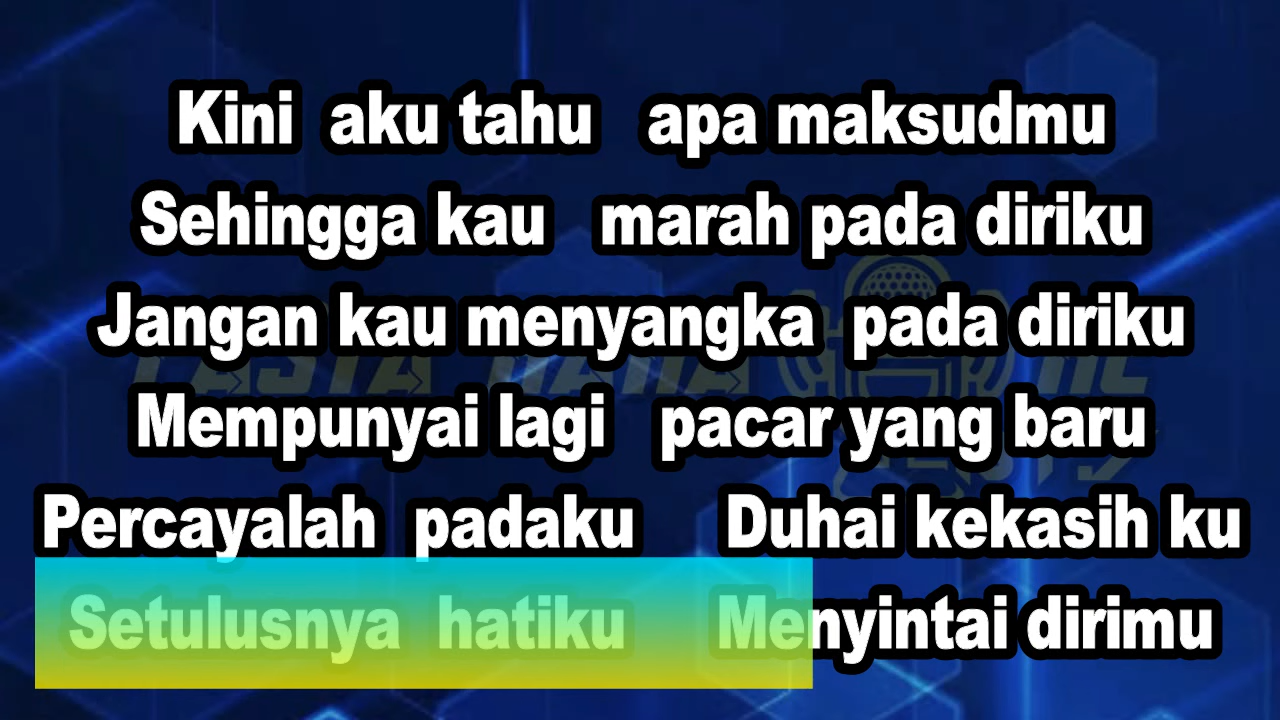 Kini aku tahu apa maksudmu
Sehingga kau marah pada diriku
Jangan kau menyangka pada diriku
Mempunyai lagi pacar yang baru
Percayalah padaku Duhai kekasih ku
Setulusnya hatiku Menyintai dirimu